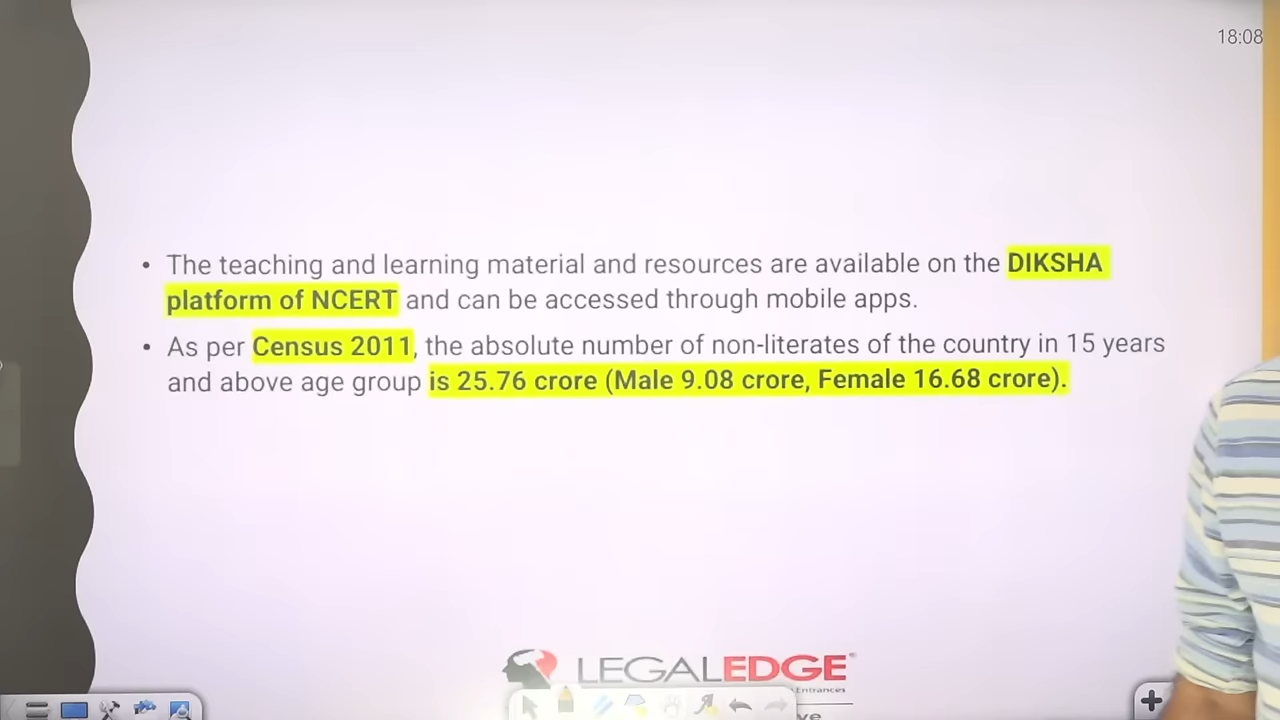 18:08
• The teaching and learning material and resources are available on the DIKSHA
platform of NCERT and can be accessed through mobile apps.
• As per Census 2011, the absolute number of non-literates of the country in 15 years
and above age group is 25.76 crore (Male 9.08 crore, Female 16.68 crore).
LEGALEDGE
Entrances